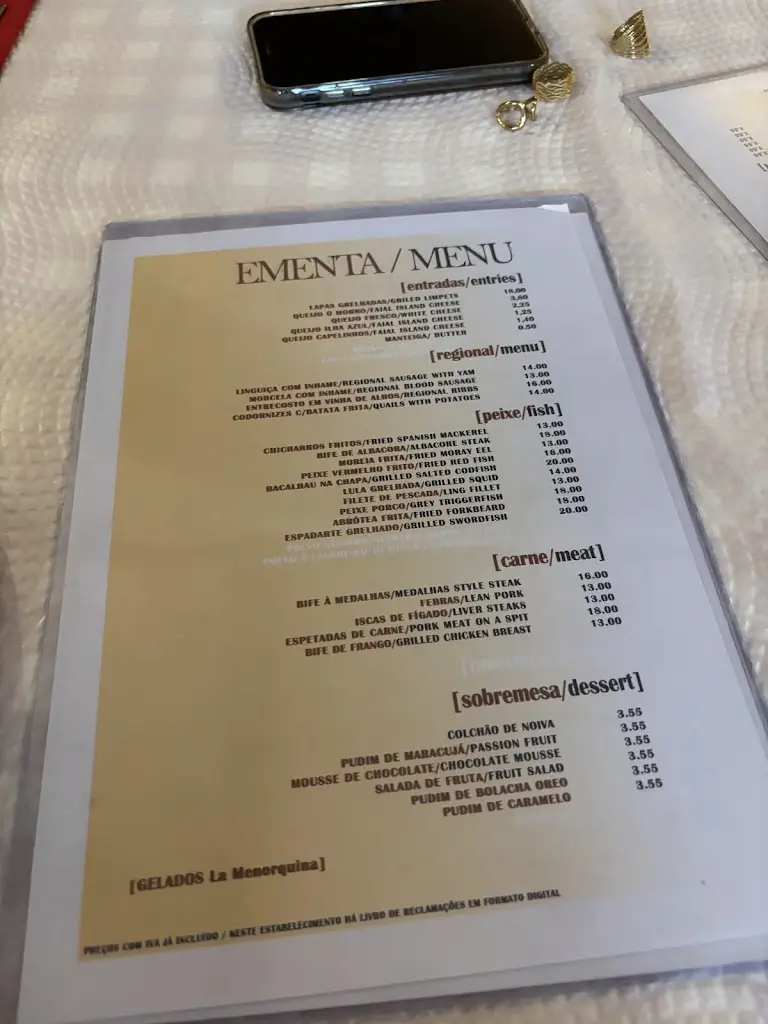 EMENTA / MENU
[entradas/entries]
LAPAS GRELHADAS/GRILED LIMPETS 18,00
QUEIJO O MORRO/FAIAL ISLAND CHEESE 3,80
QUEIJO FRESCO/WHITE CHEESE 2,25
QUEIJO ILHA AZUL/FAIAL ISLAND CHEESE 1,25
QUEIJO CAPELINHOS/FAIAL ISLAND CHEESE 1,40
MANTEIGA/ BUTTER 0.50
[regional/menu]
LINGUIÇA COM INHAME/REGIONAL SAUSAGE WITH YAM 14.00
MORCELA COM INHAME/REGIONAL BLOOD SAUSAGE 13.00
ENTRECOSTO EM VINHA DE ALHOS/REGIONAL RIBBS 16.00
CODORNIZES C/BATATA FRITA/QUAILS WITH POTATOES 14.00
[peixe/fish]
CHICHARROS FRITOS/FRIED SPANISH MACKEREL 13.00
BIFE DE ALBACORA/ALBACORE STEAK 18.00
MOREIA FRITA/FRIED MORAY EEL 13.00
PEIXE VERMELHO FRITO/FRIED RED FISH 16.00
BACALHAU NA CHAPA/GRILLED SALTED CODFISH 20.00
LULA GRELHADA/GRILLED SQUID 14.00
FILETE DE PESCADA/LING FILLET 13.00
PEIXE PORCO/GREY TRIGGERFISH 18.00
ABRÓTEA FRITA/FRIED FORKBEARD 18.00
ESPADARTE GRELHADO/GRILLED SWORDFISH 20.00
[carne/meat]
BIFE À MEDALHAS/MEDALHAS STYLE STEAK 16.00
FEBRAS/LEAN PORK 13.00
ISCAS DE FÍGADO/LIVER STEAKS 13.00
ESPETADAS DE CARNE/PORK MEAT ON A SPIT 18.00
BIFE DE FRANGO/GRILLED CHICKEN BREAST 13.00
[sobremesa/dessert]
COLCHÃO DE NOIVA 3.55
PUDIM DE MARACUJÁ/PASSION FRUIT 3.55
MOUSSE DE CHOCOLATE/CHOCOLATE MOUSSE 3.55
SALADA DE FRUTA/FRUIT SALAD 3.55
PUDIM DE BOLACHA OREO 3.55
PUDIM DE CARAMELO 3.55
[GELADOS La Menorquina]
PREÇOS COM IVA JÁ INCLUÍDO / NESTE ESTABELECIMENTO HÁ LIVRO DE RECLAMAÇÕES EM FORMATO DIGITAL